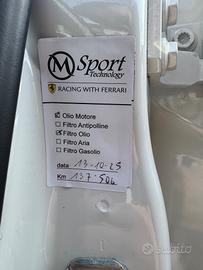 M Sport
Technology
RACING WITH FERRARI
Olio Motore
Filtro Antipolline
Filtro Olio
Filtro Aria
Filtro Gasolio
data 13-10-25
Km 137.506
subito